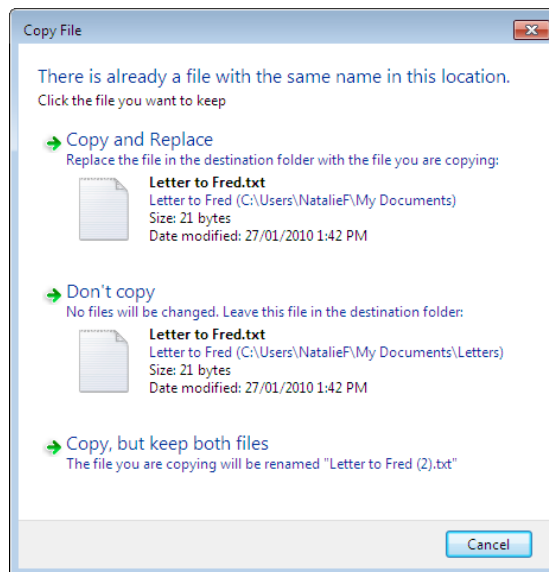 Copy File
There is already a file with the same name in this location.
Click the file you want to keep
Copy and Replace
Replace the file in the destination folder with the file you are copying:
Letter to Fred.txt
Letter to Fred (C:\Users\NatalieF\My Documents)
Size: 21 bytes
Date modified: 27/01/2010 1:42 PM
Don't copy
No files will be changed. Leave this file in the destination folder:
Letter to Fred.txt
Letter to Fred (C:\Users\NatalieF\My Documents\Letters)
Size: 21 bytes
Date modified: 27/01/2010 1:42 PM
Copy, but keep both files
The file you are copying will be renamed "Letter to Fred (2).txt"
Cancel